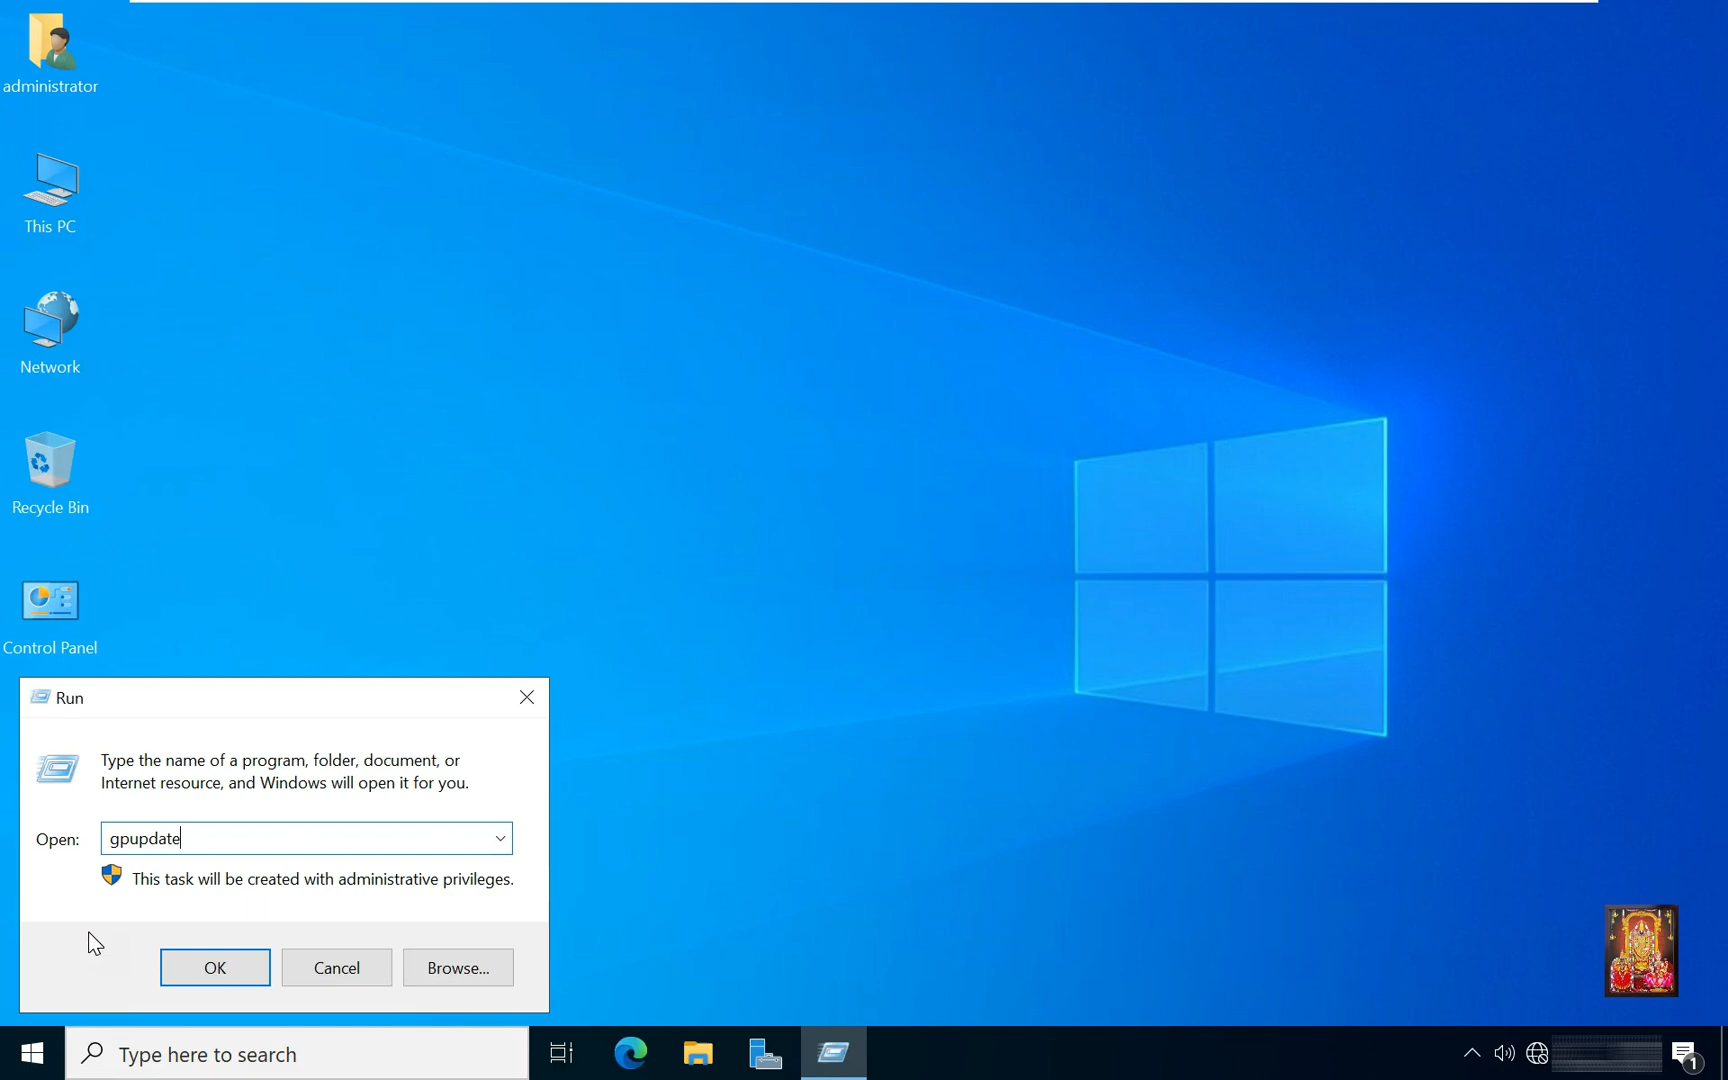 administrator
This PC
Network
Recycle Bin
Control Panel
Run
Type the name of a program, folder, document, or
Internet resource, and Windows will open it for you.
Open: gpupdate
This task will be created with administrative privileges.
OK Cancel Browse...
Type here to search
1